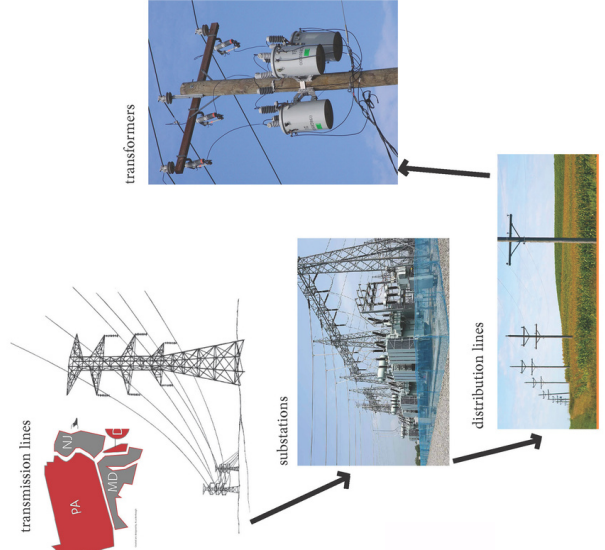 transmission lines
PA
NJ
MD
D
substations
distribution lines
transformers